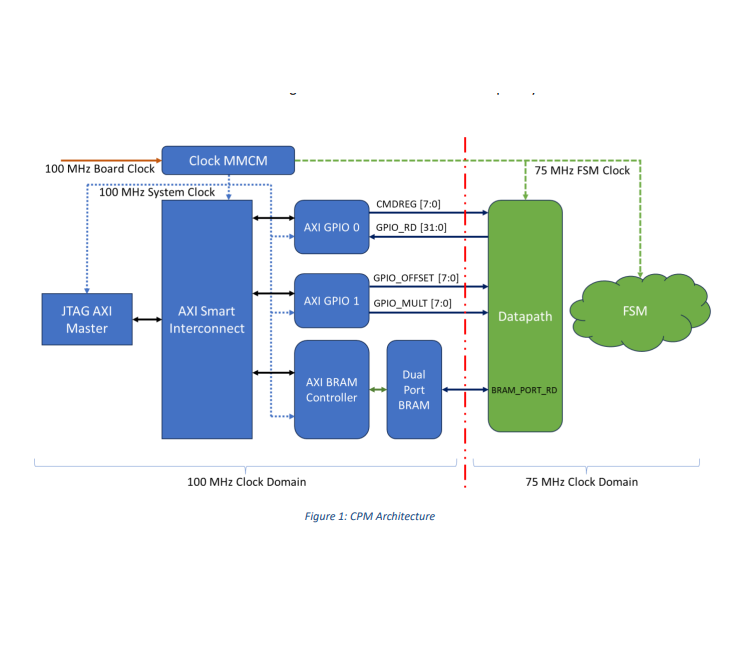 Clock MMCM
100 MHz Board Clock
75 MHz FSM Clock
100 MHz System Clock
CMDREG [7:0]
AXI GPIO 0
GPIO_RD [31:0]
GPIO_OFFSET [7:0]
AXI GPIO 1
GPIO_MULT [7:0]
JTAG AXI
Master
AXI Smart
Interconnect
Datapath
FSM
AXI BRAM
Controller
Dual
Port
BRAM
BRAM_PORT_RD
100 MHz Clock Domain
75 MHz Clock Domain
Figure 1: CPM Architecture